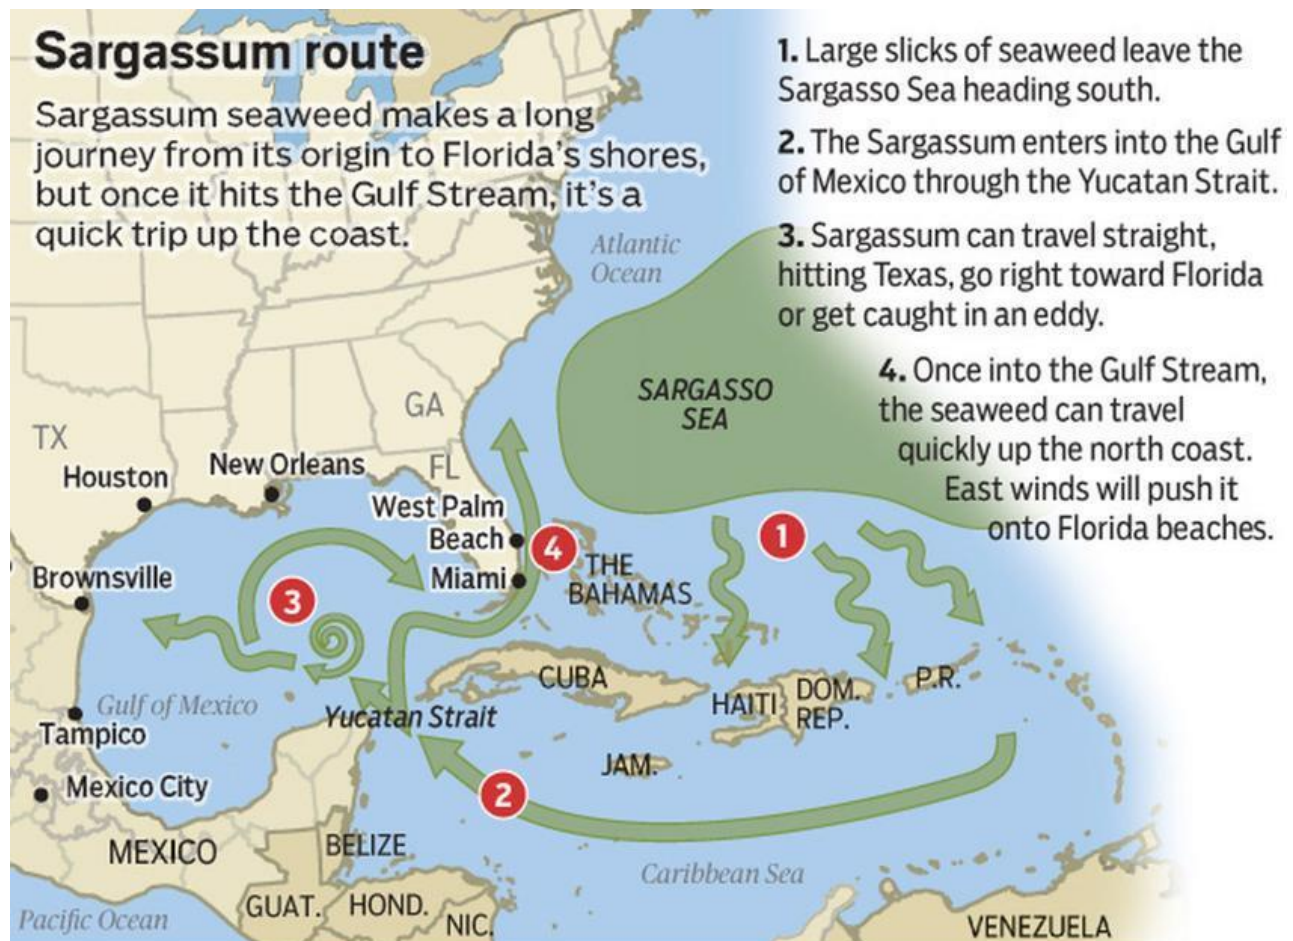 Sargassum route
Sargassum seaweed makes a long
journey from its origin to Florida's shores,
but once it hits the Gulf Stream, it's a
quick trip up the coast.
1. Large slicks of seaweed leave the
Sargasso Sea heading south.
2. The Sargassum enters into the Gulf
of Mexico through the Yucatan Strait.
3. Sargassum can travel straight,
hitting Texas, go right toward Florida
or get caught in an eddy.
4. Once into the Gulf Stream,
the seaweed can travel
quickly up the north coast.
East winds will push it
onto Florida beaches.
Atlantic
Ocean
SARGASSO
SEA
GA
TX
FL
Houston
New Orleans
West Palm
Beach
4
1
THE
BAHAMAS
Miami
Brownsville
3
CUBA
HAITI
DOM.
REP.
P.R.
Gulf of Mexico
Yucatan Strait
Tampico
JAM.
Mexico City
2
MEXICO
BELIZE
Caribbean Sea
GUAT.
HOND.
NIC.
Pacific Ocean
VENEZUELA